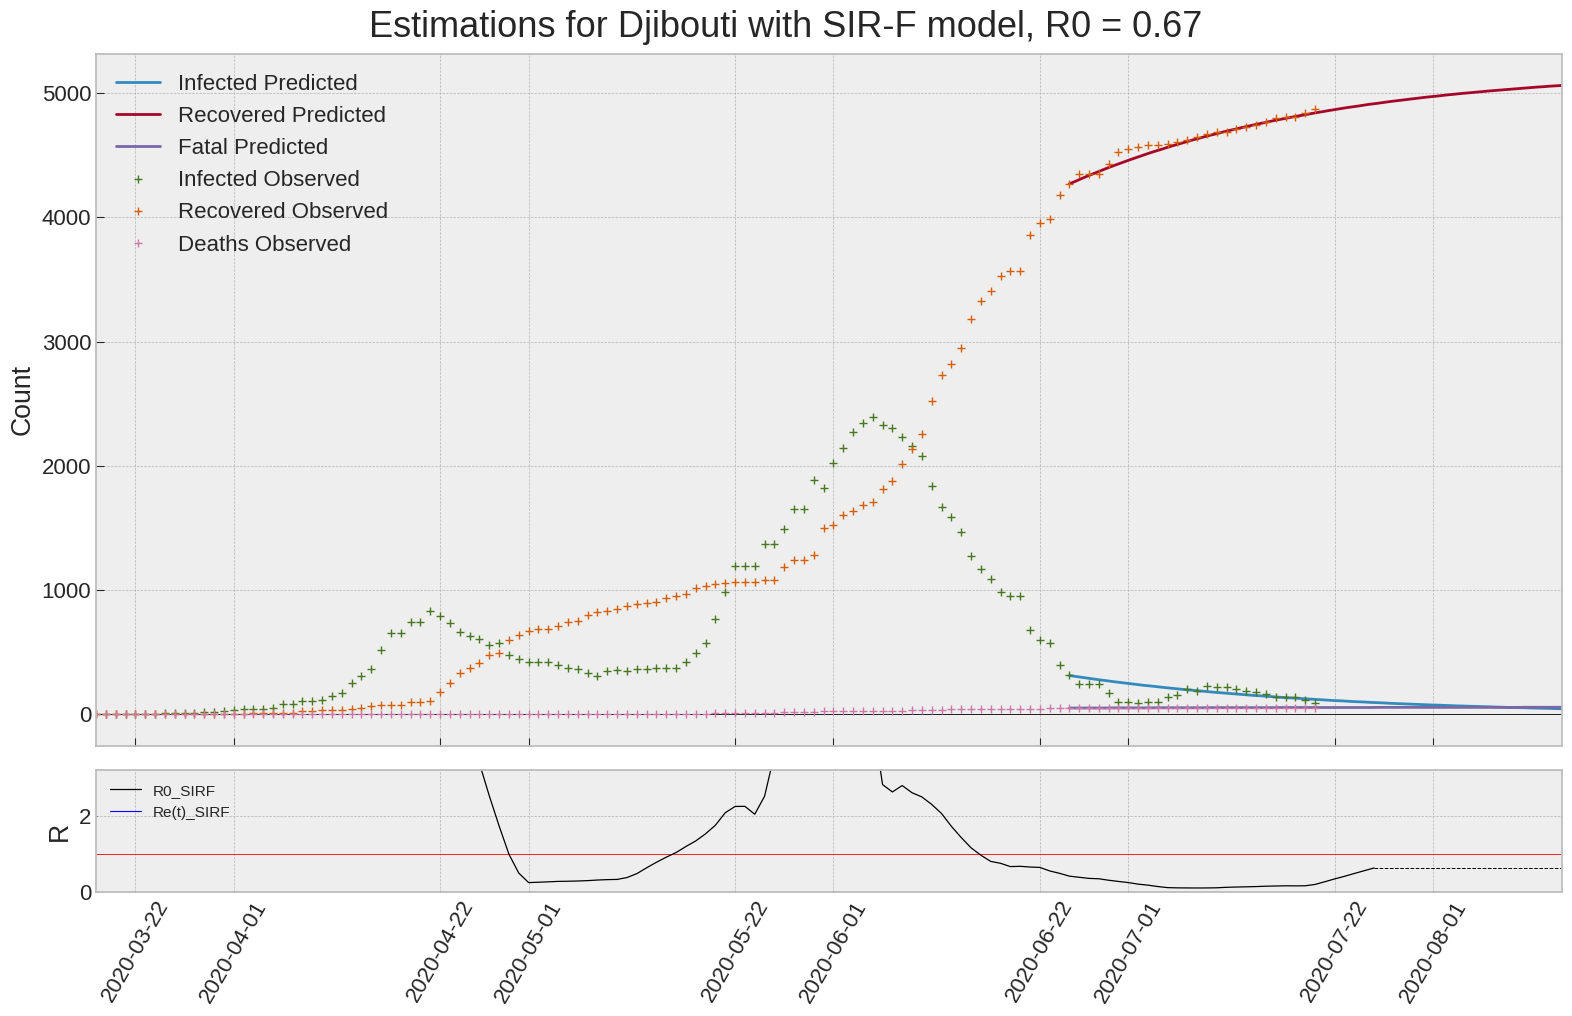 Estimations for Djibouti with SIR-F model, R0 = 0.67
Infected Predicted
Recovered Predicted
Fatal Predicted
Infected Observed
Recovered Observed
Deaths Observed
Count
5000
4000
3000
2000
1000
0
R0_SIRF
Re(t)_SIRF
R
2
0
2020-03-22
2020-04-01
2020-04-22
2020-05-01
2020-05-22
2020-06-01
2020-06-22
2020-07-01
2020-07-22
2020-08-01